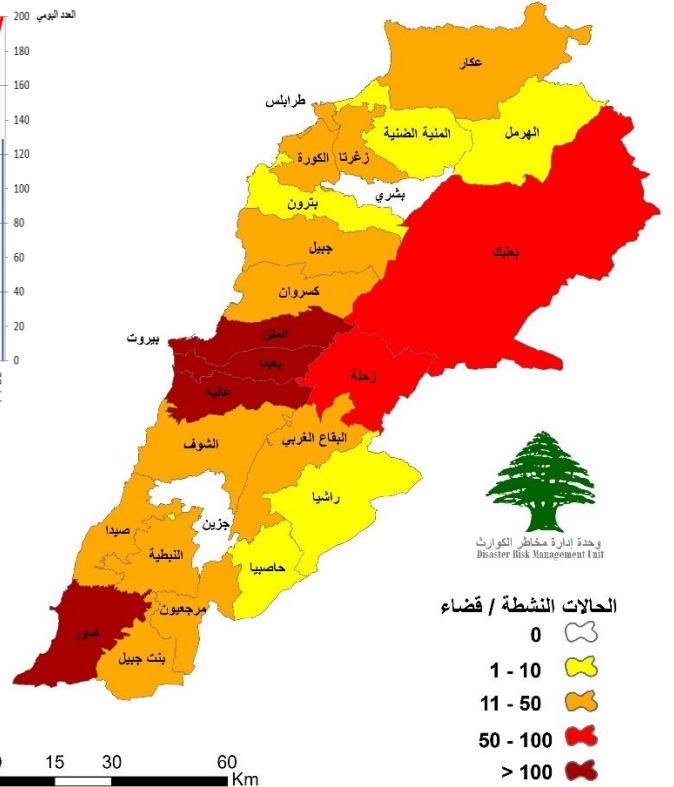 العدد اليومي
200
180
160
140
120
100
80
60
40
20
0
عكار
طرابلس
المنية الضنية
الهرمل
زغرتا
الكورة
بشري
بترون
جبيل
بعلبك
كسروان
المتن
بيروت
بعبدا
زحلة
عاليه
البقاع الغربي
الشوف
راشيا
جزين
صيدا
النبطية
حاصبيا
مرجعيون
صور
بنت جبيل
وحدة إدارة مخاطر الكوارث
Disaster Risk Management Unit
الحالات النشطة / قضاء
0
1 - 10
11 - 50
50 - 100
> 100
0 15 30 60
Km